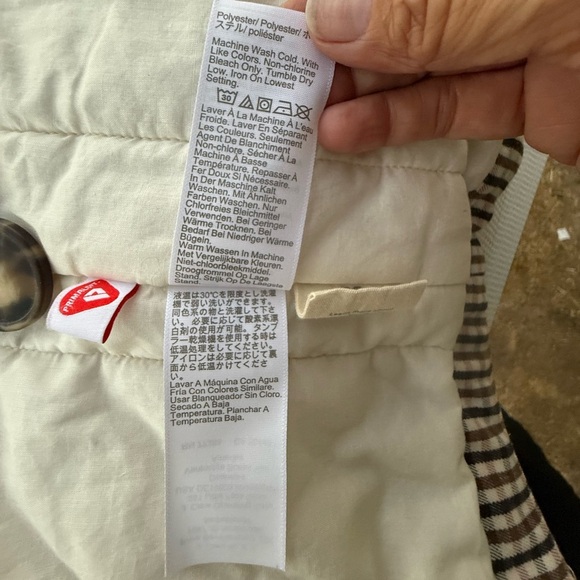 Polyester/ Polyester/ ポ
ステル/ poliéster
Machine Wash Cold. With
Like Colors. Non-chlorine
Bleach Only. Tumble Dry
Low. Iron On Lowest
Setting.
30
Laver À La Machine À L'eau
Froide. Laver En Séparant
Les Couleurs. Seulement
Agent De Blanchiment
Non-chlore. Sécher À La
Machine À Basse
Température. Repasser À
Fer Doux Si Nécessaire.
In Der Maschine Kalt
Waschen. Mit Ähnlichen
Farben Waschen. Nur
Chlorfreies Bleichmittel
Verwenden. Bei Geringer
Wärme Trocknen. Bei
Bedarf Bei Niedriger Wärme
Bügeln.
Warm Wassen In Machine
Met Vergelijkbare Kleuren.
Niet-chloorbleekmiddel.
Droogtrommel Op Lage
Stand. Strijk Op De Laagste
Stand.
液温は30℃を限度とし洗濯
機で弱い洗いができます。
同色系の物と洗濯して下さ
い。必要に応じて酸素系漂
白剤の使用が可能。タンブ
ラー乾燥機を使用する時は
低温処理をしてください。
アイロンは必要に応じて裏
面から低温かけてください。
Lavar A Máquina Con Agua
Fría Con Colores Similare.
Usar Blanqueador Sin Cloro.
Secado A Baja
Temperatura. Planchar A
Temperatura Baja.